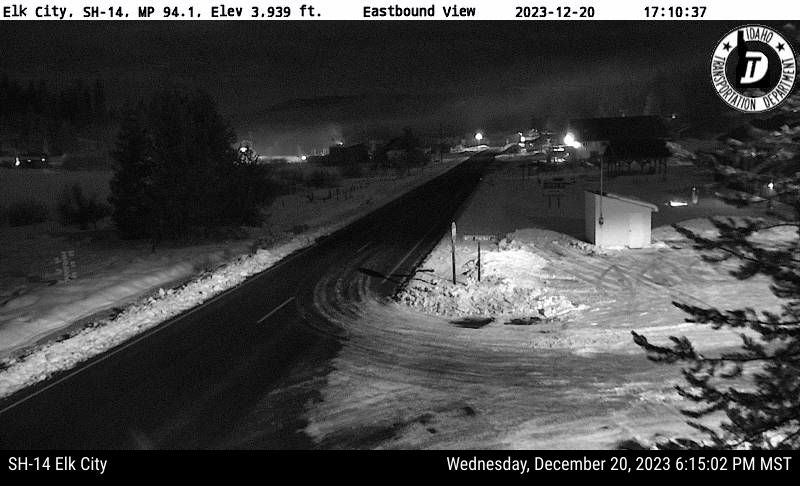 Elk City, SH-14, MP 94.1, Elev 3,939 ft. Eastbound View 2023-12-20 17:10:37
IDAHO
TRANSPORTATION DEPARTMENT
SH-14 Elk City Wednesday, December 20, 2023 6:15:02 PM MST